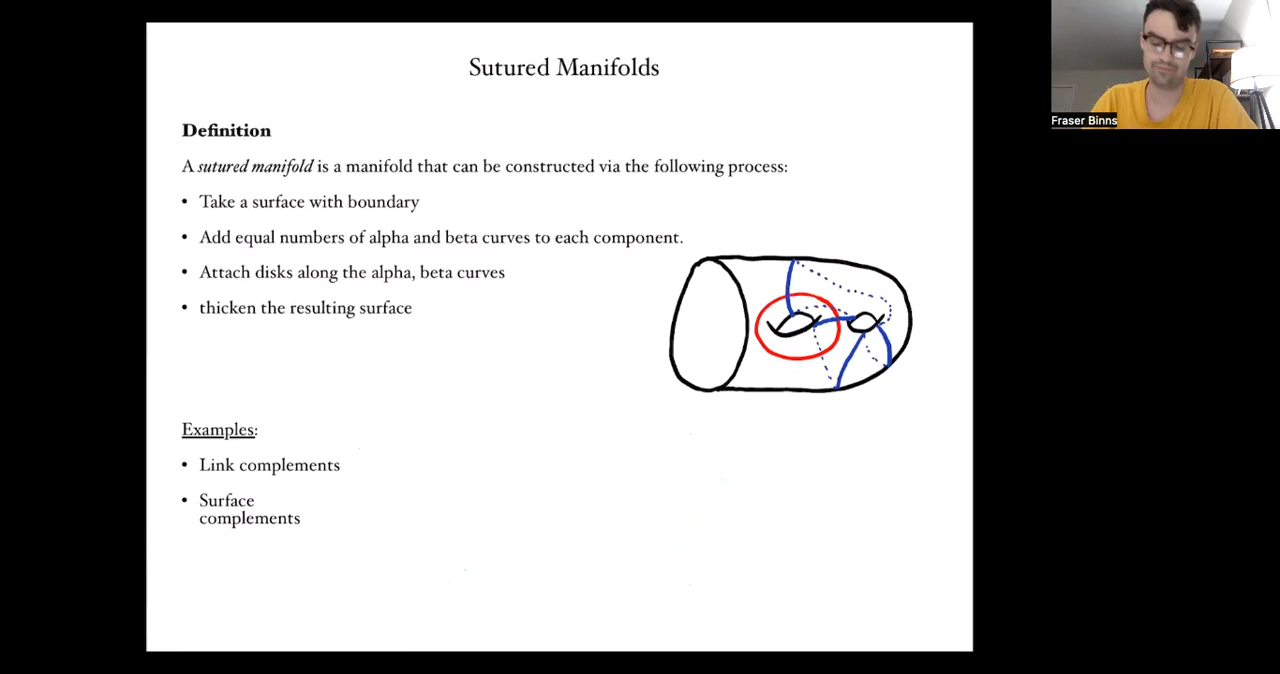 Sutured Manifolds
Fraser Binns
Definition
A sutured manifold is a manifold that can be constructed via the following process:
• Take a surface with boundary
• Add equal numbers of alpha and beta curves to each component.
• Attach disks along the alpha, beta curves
• thicken the resulting surface
Examples:
• Link complements
• Surface
complements